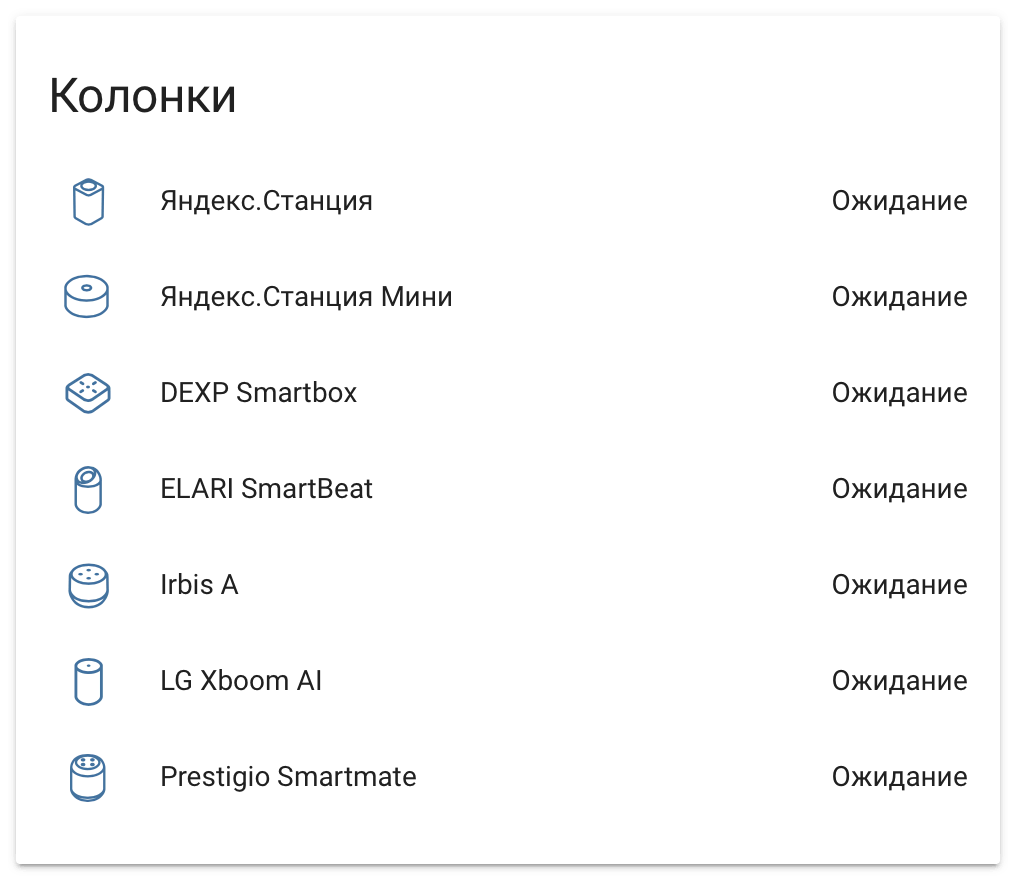 Колонки
Яндекс.Станция Ожидание
Яндекс.Станция Мини Ожидание
DEXP Smartbox Ожидание
ELARI SmartBeat Ожидание
Irbis A Ожидание
LG Xboom AI Ожидание
Prestigio Smartmate Ожидание